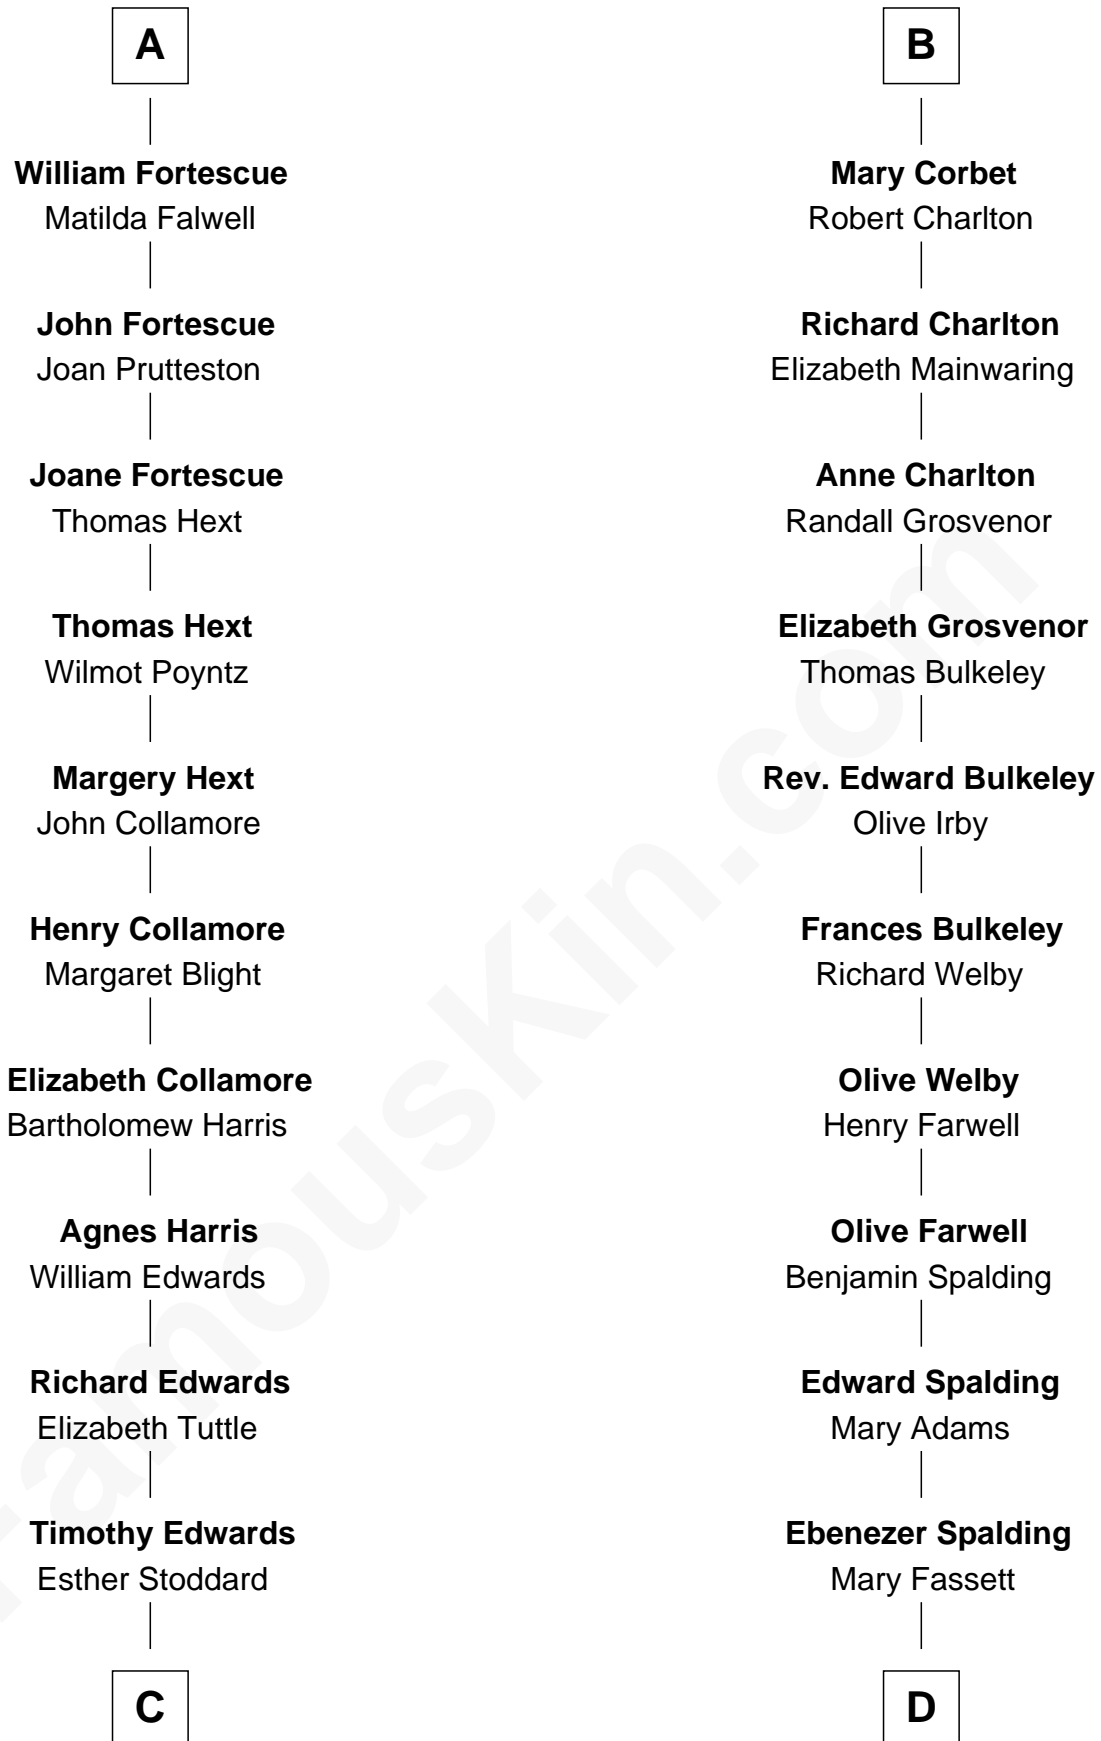 A
William Fortescue
Matilda Falwell
John Fortescue
Joan Prutteston
Joane Fortescue
Thomas Hext
Thomas Hext
Wilmot Poyntz
Margery Hext
John Collamore
Henry Collamore
Margaret Blight
Elizabeth Collamore
Bartholomew Harris
Agnes Harris
William Edwards
Richard Edwards
Elizabeth Tuttle
Timothy Edwards
Esther Stoddard
C
B
Mary Corbet
Robert Charlton
Richard Charlton
Elizabeth Mainwaring
Anne Charlton
Randall Grosvenor
Elizabeth Grosvenor
Thomas Bulkeley
Rev. Edward Bulkeley
Olive Irby
Frances Bulkeley
Richard Welby
Olive Welby
Henry Farwell
Olive Farwell
Benjamin Spalding
Edward Spalding
Mary Adams
Ebenezer Spalding
Mary Fassett
D
FamousKin.com